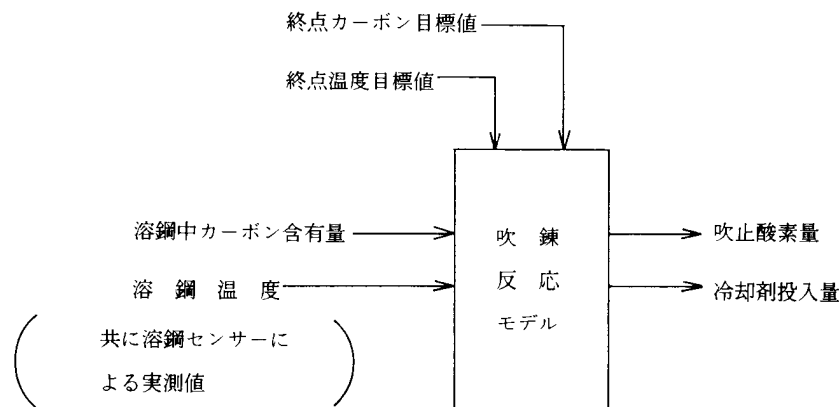 終点カーボン目標値
終点温度目標値
溶鋼中カーボン含有量
溶鋼温度
共に溶鋼センサーに
よる実測値
吹錬
反応
モデル
吹止酸素量
冷却剤投入量